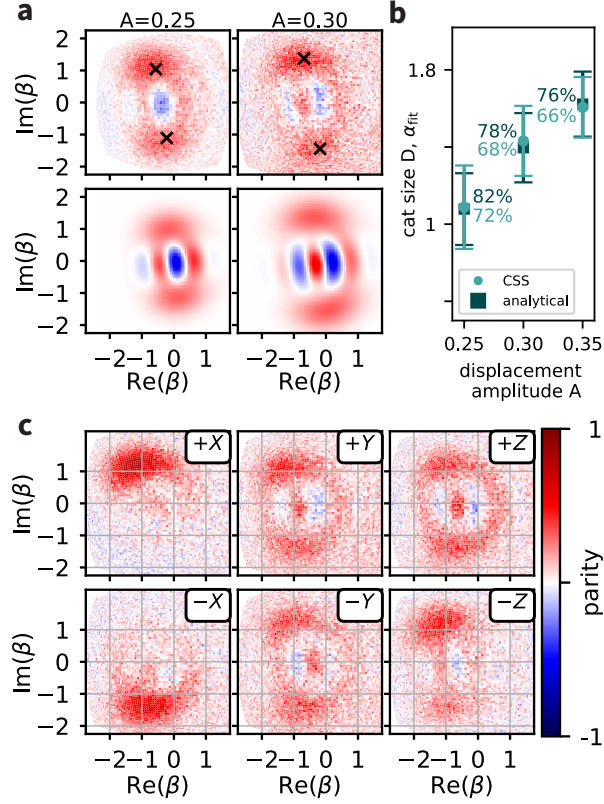 a
A=0.25
A=0.30
Im(β)
2
1
0
−1
−2
Im(β)
2
1
0
−1
−2
−2 −1 0 1
Re(β)
−2 −1 0 1
Re(β)
b
cat size D, α_fit
1.8
1
76%
66%
78%
68%
82%
72%
CSS
analytical
0.25 0.30 0.35
displacement
amplitude A
c
+X
+Y
+Z
Im(β)
2
1
0
−1
−2
−X
−Y
−Z
Im(β)
2
1
0
−1
−2
−2 −1 0 1
Re(β)
−2 −1 0 1
Re(β)
−2 −1 0 1
Re(β)
1
0
-1
parity